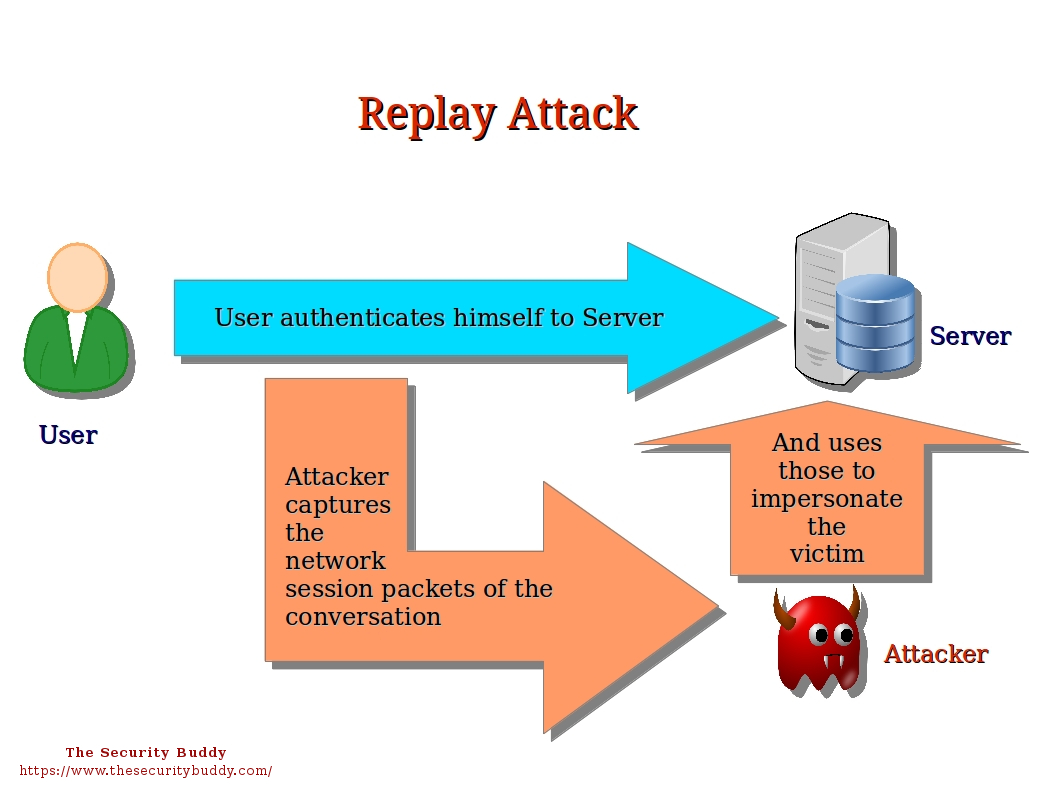 Replay Attack
User authenticates himself to Server
Server
User
Attacker
captures
the
network
session packets of the
conversation
And uses
those to
impersonate
the
victim
Attacker
The Security Buddy
https://www.thesecuritybuddy.com/